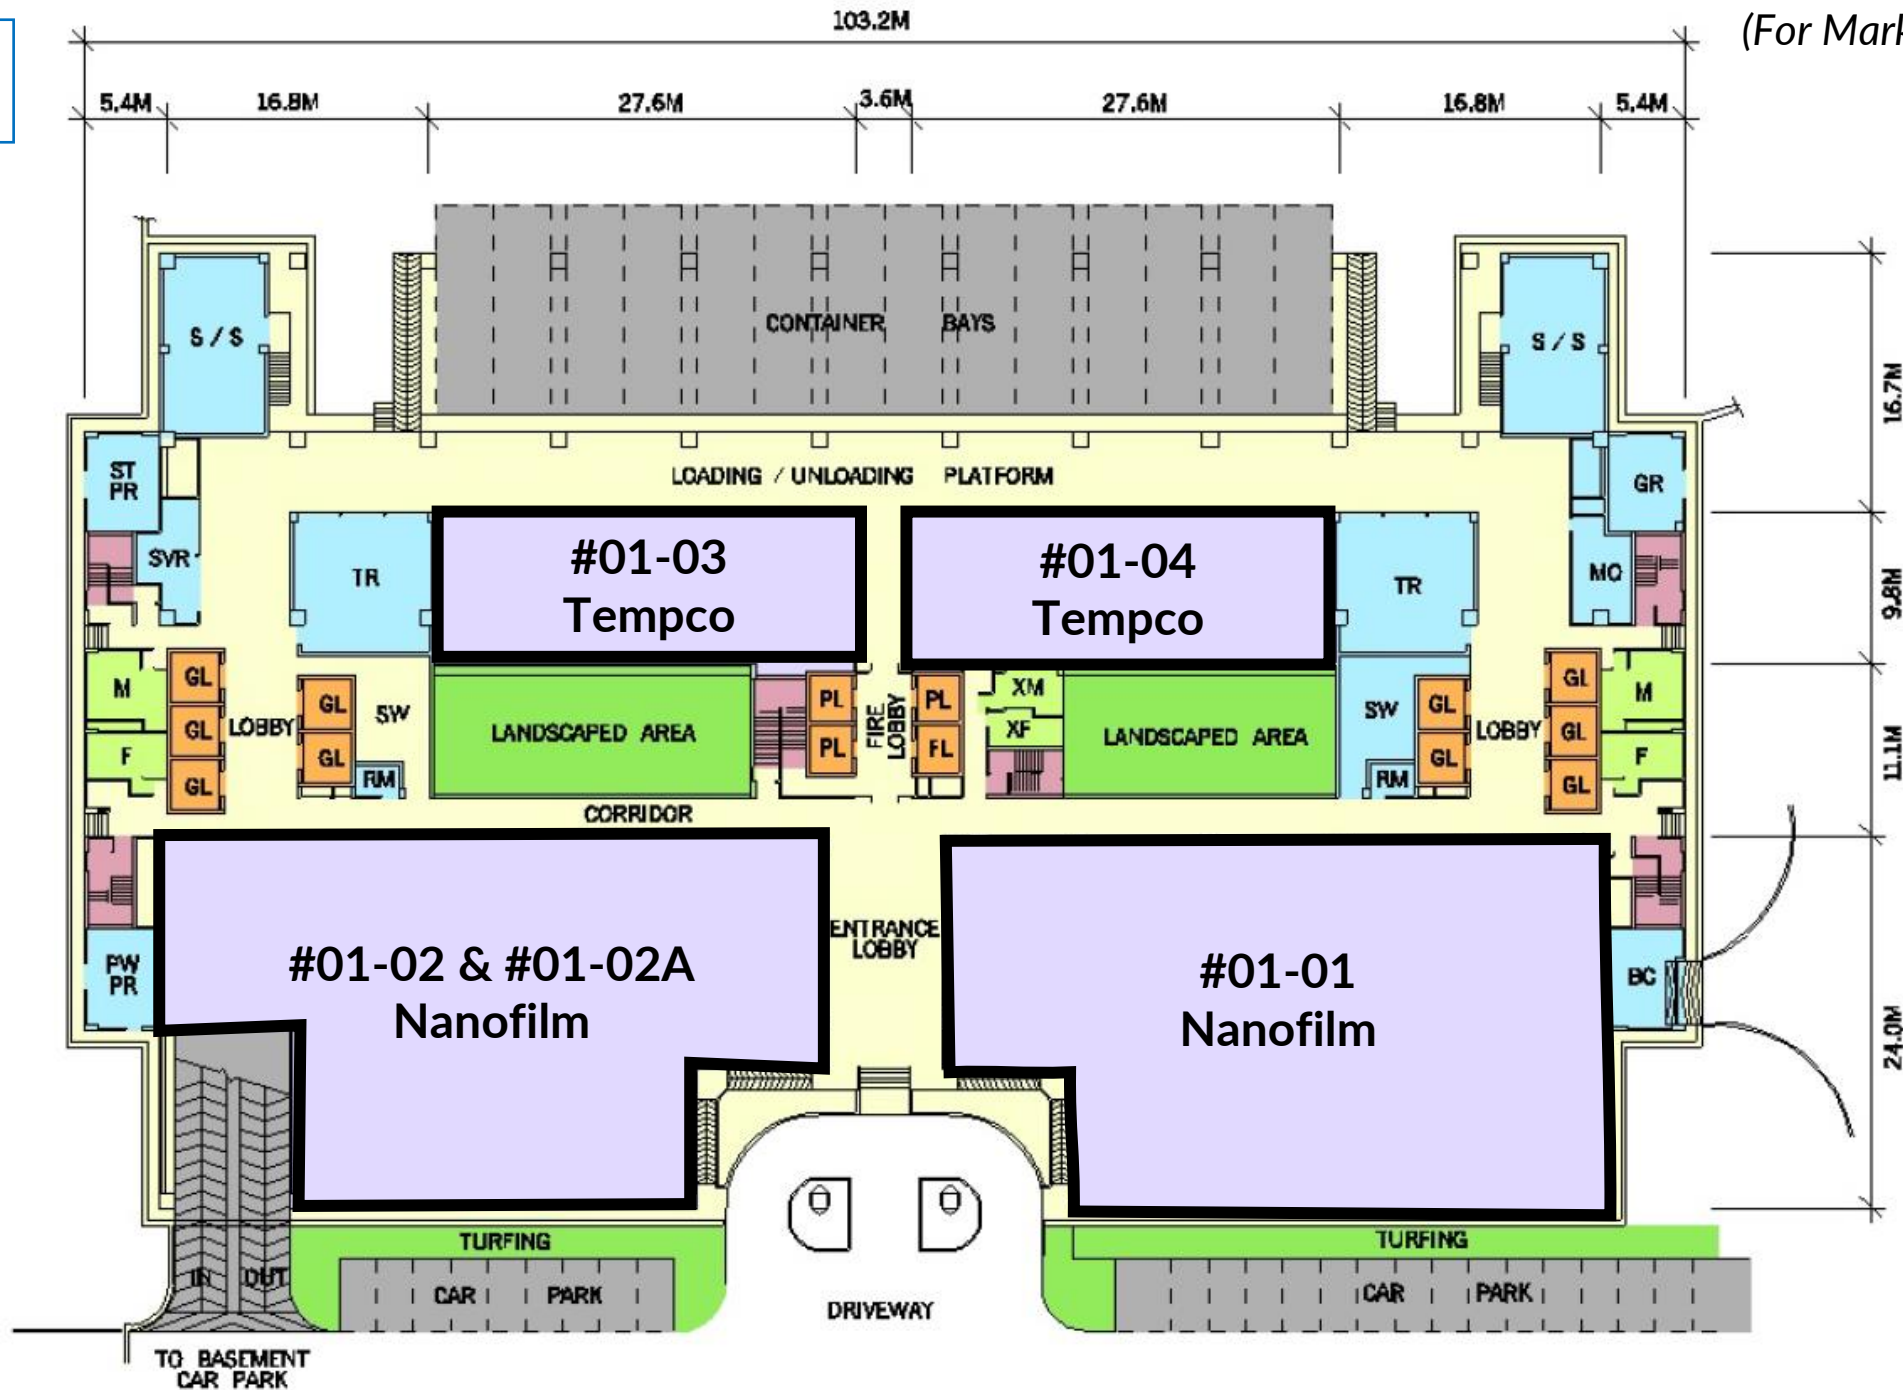 103.2M
(For Mark
5.4M 16.8M 27.6M 3.6M 27.6M 16.8M 5.4M
CONTAINER BAYS
S / S
S / S
16.7M
LOADING / UNLOADING PLATFORM
ST
PR
GR
#01-03
Tempco
#01-04
Tempco
SVR
TR
TR
MO
9.8M
M
GL
GL
GL
F
LOBBY
GL
GL
SW
RM
LANDSCAPED AREA
PL
PL
FIRE
LOBBY
PL
FL
XM
XF
LANDSCAPED AREA
SW
RM
GL
GL
LOBBY
GL
GL
GL
M
F
11.1M
CORRIDOR
ENTRANCE
LOBBY
PW
PR
#01-02 & #01-02A
Nanofilm
#01-01
Nanofilm
BC
24.0M
TURFING
TURFING
IN OUT
CAR PARK
DRIVEWAY
CAR PARK
TO BASEMENT
CAR PARK